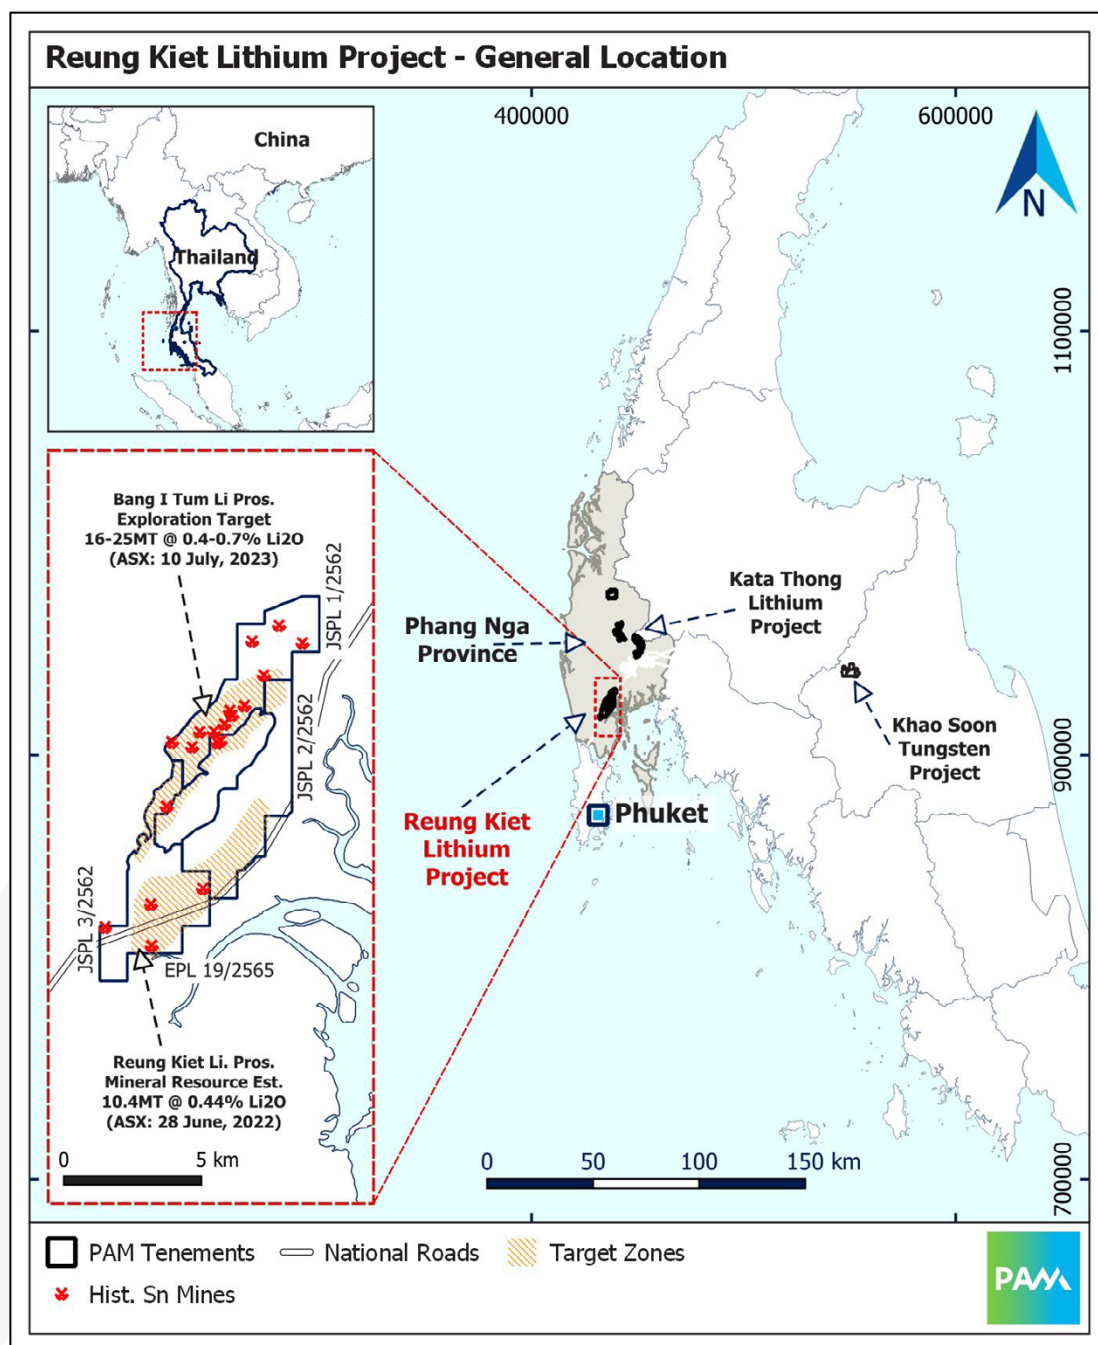 Reung Kiet Lithium Project - General Location
400000
600000
China
Thailand
N
1100000
Bang I Tum Li Pros.
Exploration Target
16-25MT @ 0.4-0.7% Li2O
(ASX: 10 July, 2023)
JSPL 1/2562
JSPL 2/2562
JSPL 3/2562
EPL 19/2565
Reung Kiet Li. Pros.
Mineral Resource Est.
10.4MT @ 0.44% Li2O
(ASX: 28 June, 2022)
0
5 km
Phang Nga
Province
Kata Thong
Lithium
Project
Khao Soon
Tungsten
Project
900000
Reung Kiet
Lithium
Project
Phuket
0
50
100
150 km
700000
PAM Tenements
National Roads
Target Zones
Hist. Sn Mines
PAM